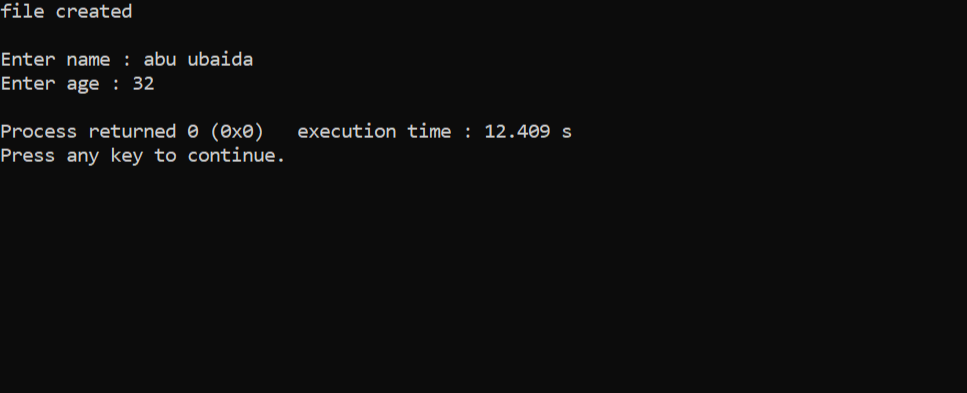 file created
Enter name : abu ubaida
Enter age : 32
Process returned 0 (0x0)   execution time : 12.409 s
Press any key to continue.